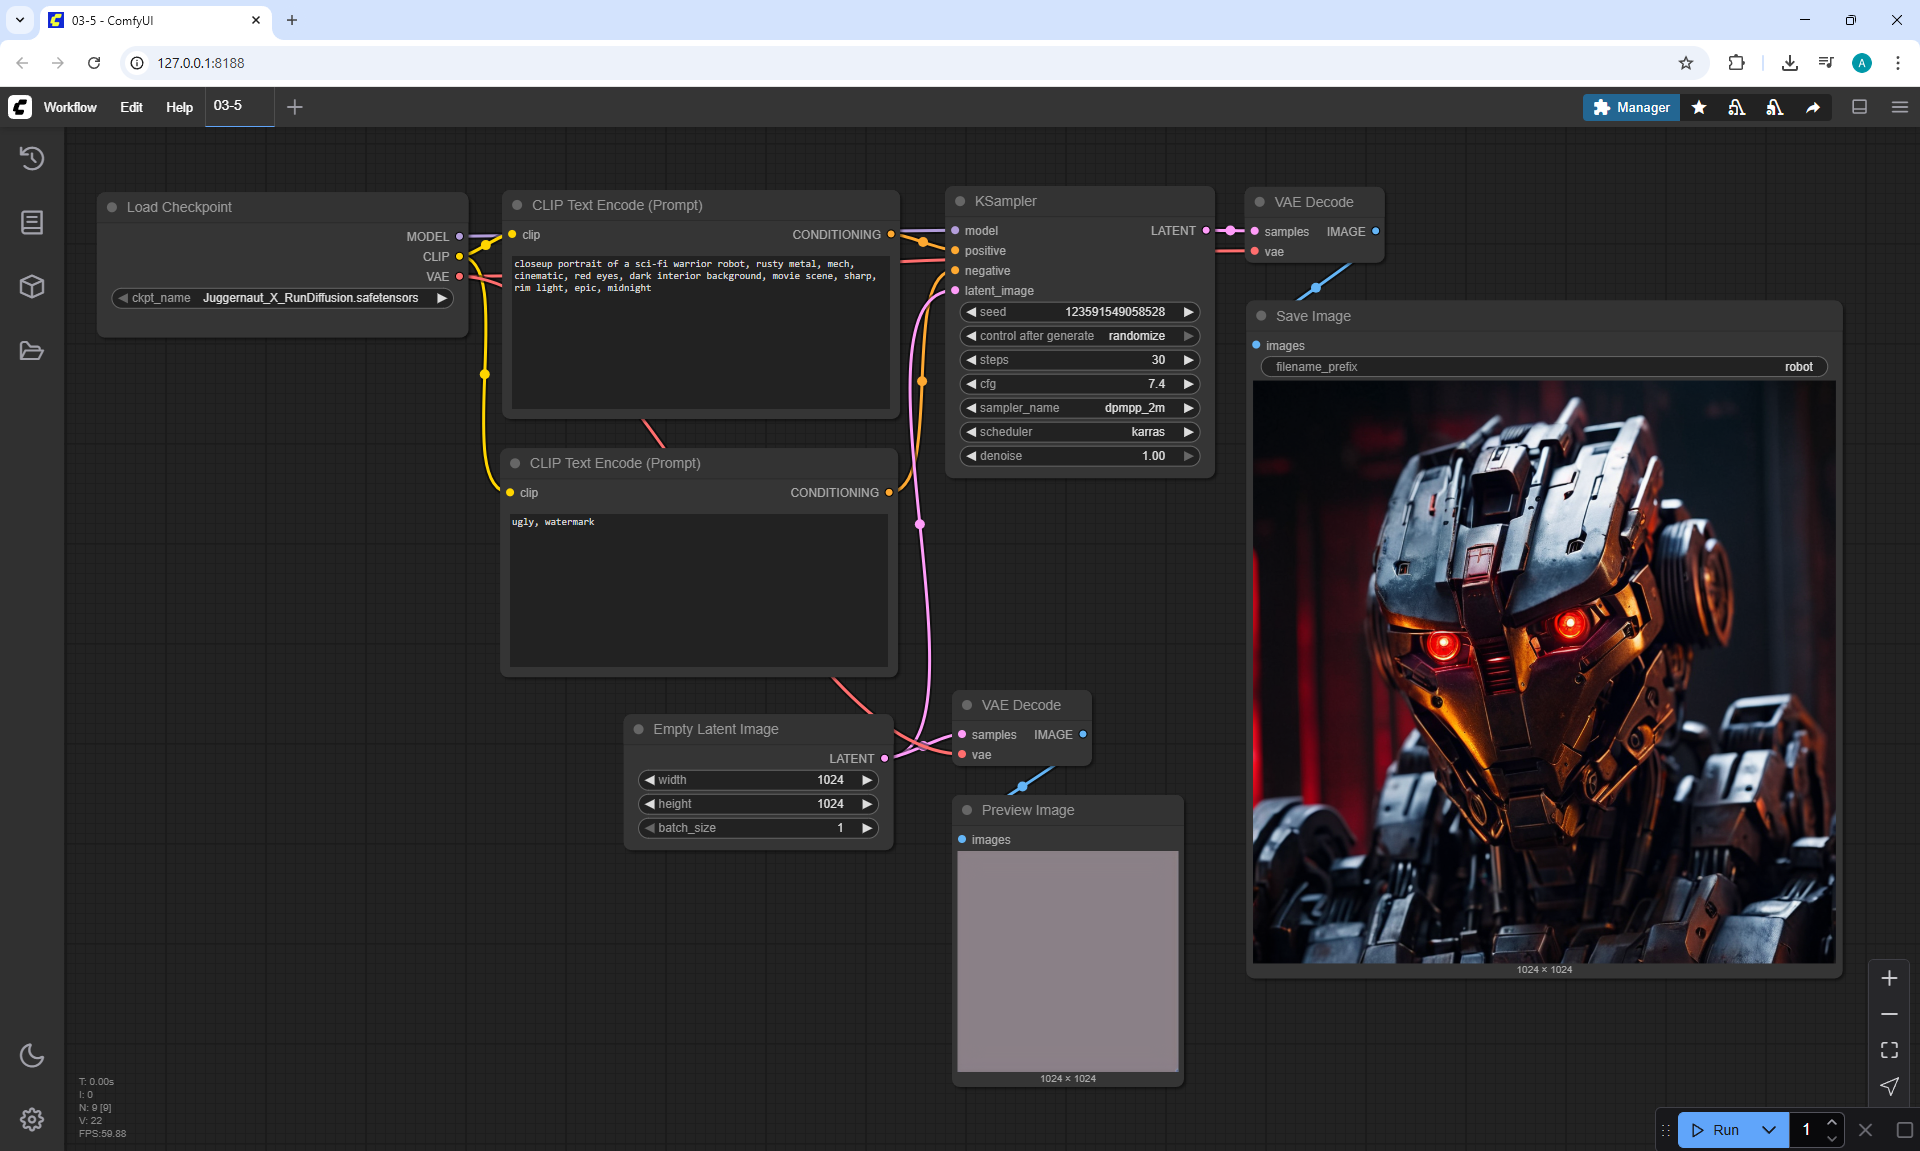 03-5 - ComfyUI
127.0.0.1:8188
A
Workflow
Edit
Help
03-5
Manager
Load Checkpoint
MODEL
CLIP
VAE
ckpt_name Juggernaut_X_RunDiffusion.safetensors
CLIP Text Encode (Prompt)
clip CONDITIONING
closeup portrait of a sci-fi warrior robot, rusty metal, mech,
cinematic, red eyes, dark interior background, movie scene, sharp,
rim light, epic, midnight
CLIP Text Encode (Prompt)
clip CONDITIONING
ugly, watermark
Empty Latent Image
LATENT
width 1024
height 1024
batch_size 1
KSampler
model LATENT
positive
negative
latent_image
seed 123591549058528
control after generate randomize
steps 30
cfg 7.4
sampler_name dpmpp_2m
scheduler karras
denoise 1.00
VAE Decode
samples IMAGE
vae
Preview Image
images
1024 × 1024
VAE Decode
samples IMAGE
vae
Save Image
images
filename_prefix robot
1024 × 1024
T: 0.00s
I: 0
N: 9 [9]
V: 22
FPS:59.88
Run 1